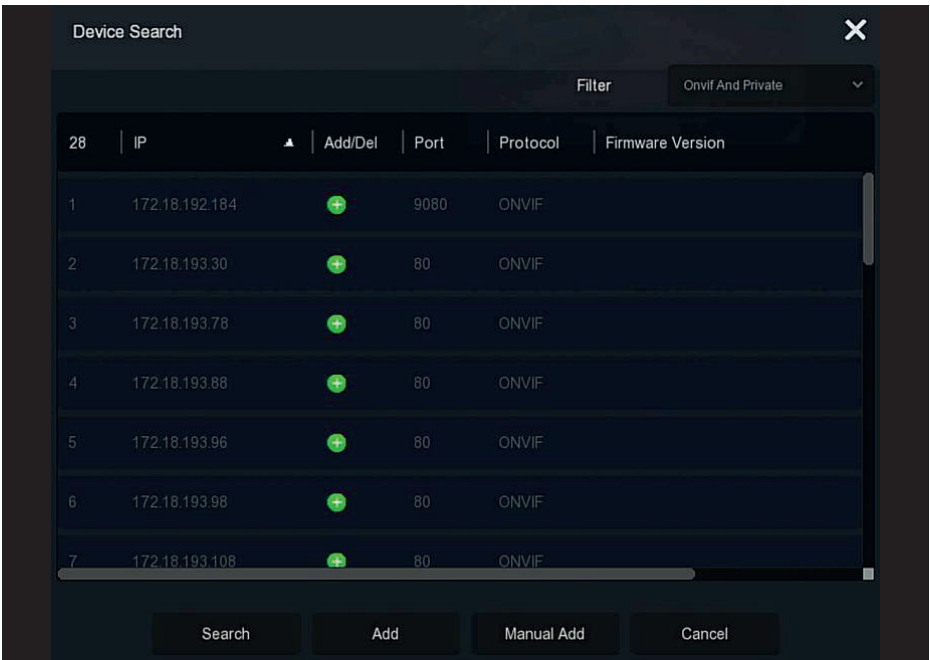 Device Search
Filter Onvif And Private
28 IP Add/Del Port Protocol Firmware Version
1 172.18.192.184 9080 ONVIF
2 172.18.193.30 80 ONVIF
3 172.18.193.78 80 ONVIF
4 172.18.193.88 80 ONVIF
5 172.18.193.96 80 ONVIF
6 172.18.193.98 80 ONVIF
7 172.18.193.108 80 ONVIF
Search Add Manual Add Cancel